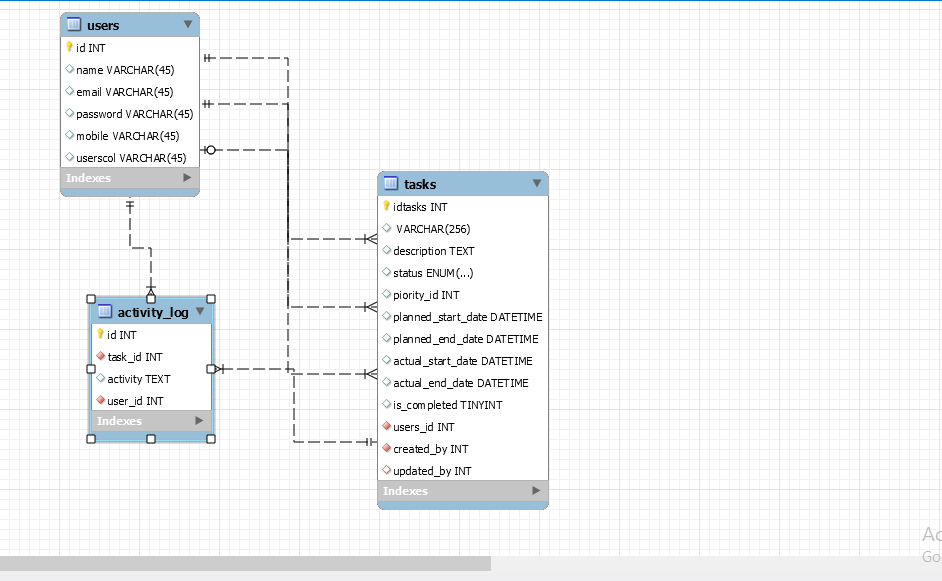 users
id INT
name VARCHAR(45)
email VARCHAR(45)
password VARCHAR(45)
mobile VARCHAR(45)
userscol VARCHAR(45)
Indexes
tasks
idtasks INT
VARCHAR(256)
description TEXT
status ENUM(...)
piority_id INT
planned_start_date DATETIME
planned_end_date DATETIME
actual_start_date DATETIME
actual_end_date DATETIME
is_completed TINYINT
users_id INT
created_by INT
updated_by INT
Indexes
activity_log
id INT
task_id INT
activity TEXT
user_id INT
Indexes
Ac
Go